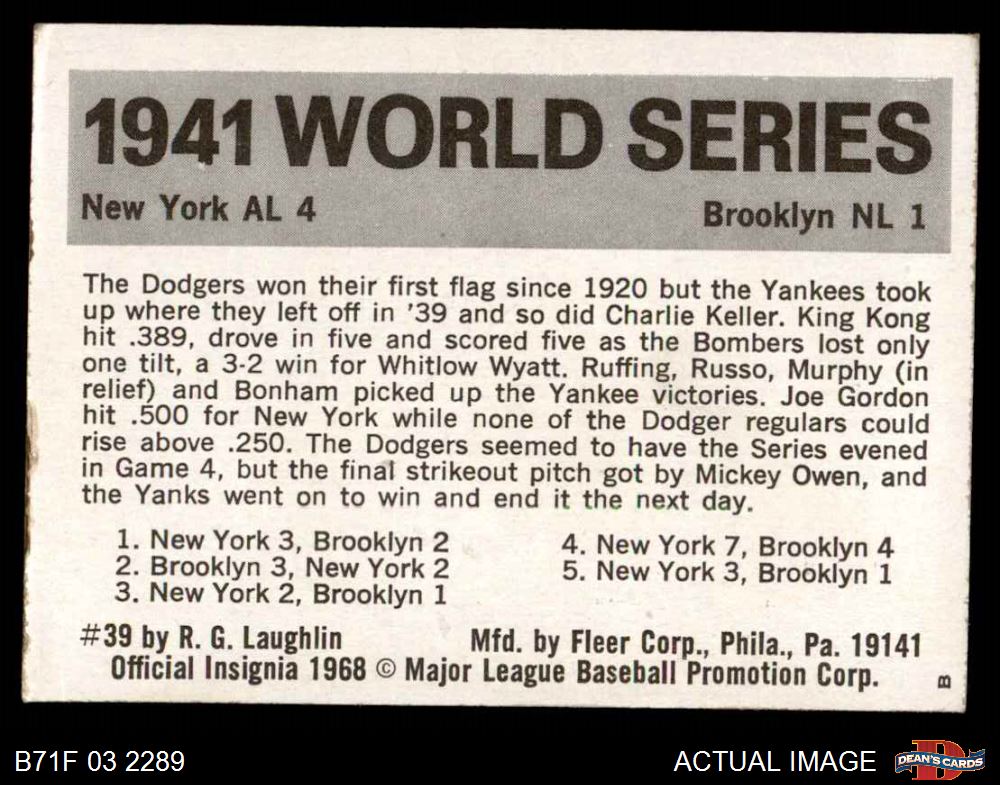 1941 WORLD SERIES
New York AL 4 Brooklyn NL 1
The Dodgers won their first flag since 1920 but the Yankees took
up where they left off in '39 and so did Charlie Keller. King Kong
hit .389, drove in five and scored five as the Bombers lost only
one tilt, a 3-2 win for Whitlow Wyatt. Ruffing, Russo, Murphy (in
relief) and Bonham picked up the Yankee victories. Joe Gordon
hit .500 for New York while none of the Dodger regulars could
rise above .250. The Dodgers seemed to have the Series evened
in Game 4, but the final strikeout pitch got by Mickey Owen, and
the Yanks went on to win and end it the next day.
1. New York 3, Brooklyn 2
2. Brooklyn 3, New York 2
3. New York 2, Brooklyn 1
4. New York 7, Brooklyn 4
5. New York 3, Brooklyn 1
#39 by R. G. Laughlin Mfd. by Fleer Corp., Phila., Pa. 19141
Official Insignia 1968 © Major League Baseball Promotion Corp.
B
B71F 03 2289 ACTUAL IMAGE
D
DEAN'S CARDS